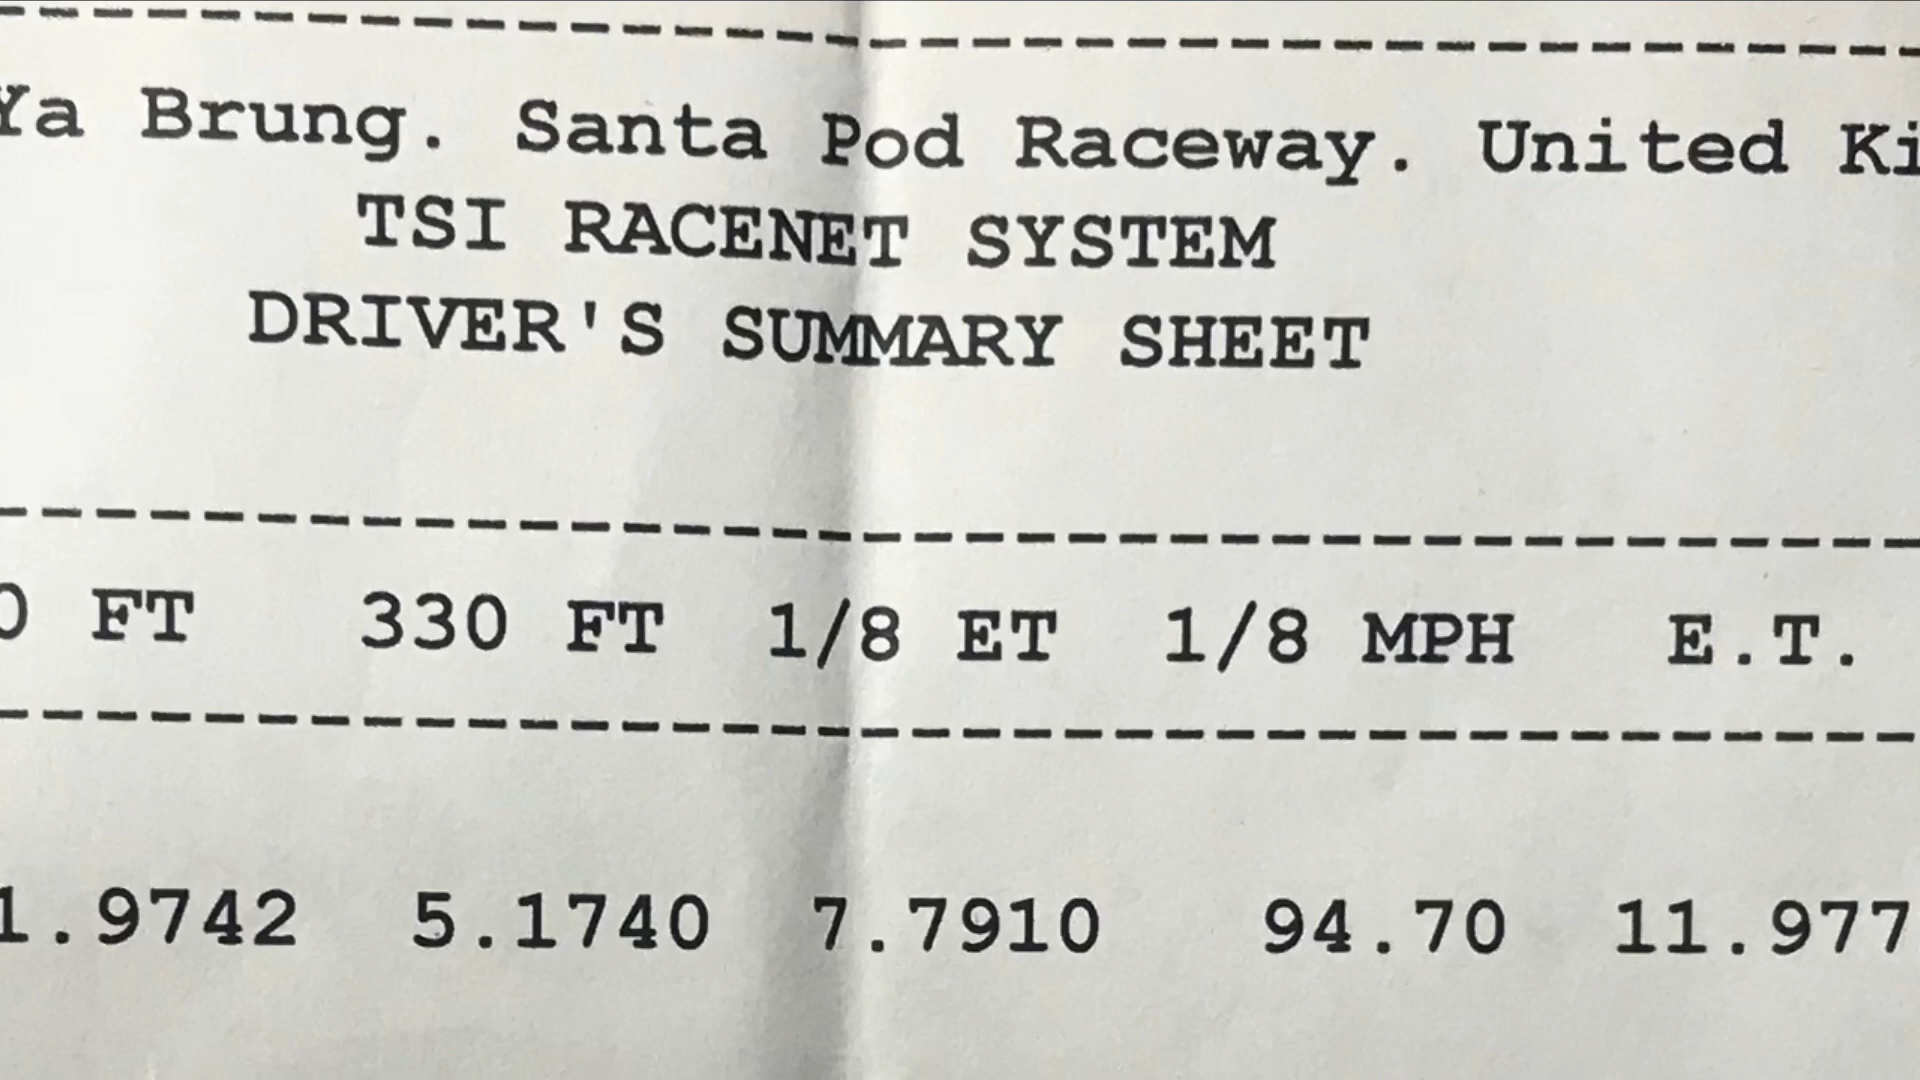 Ya Brung. Santa Pod Raceway. United Ki
TSI RACENET SYSTEM
DRIVER'S SUMMARY SHEET
0 FT 330 FT 1/8 ET 1/8 MPH E.T.
1.9742 5.1740 7.7910 94.70 11.977